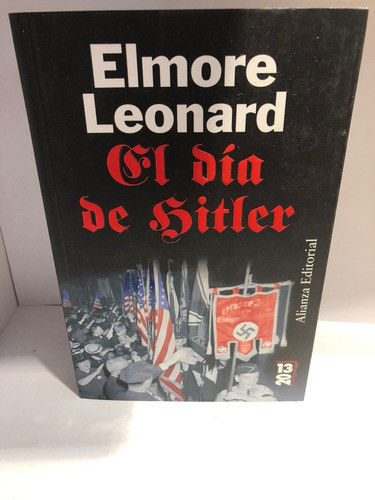 Elmore
Leonard
El día
de Hitler
Alianza Editorial
13
20